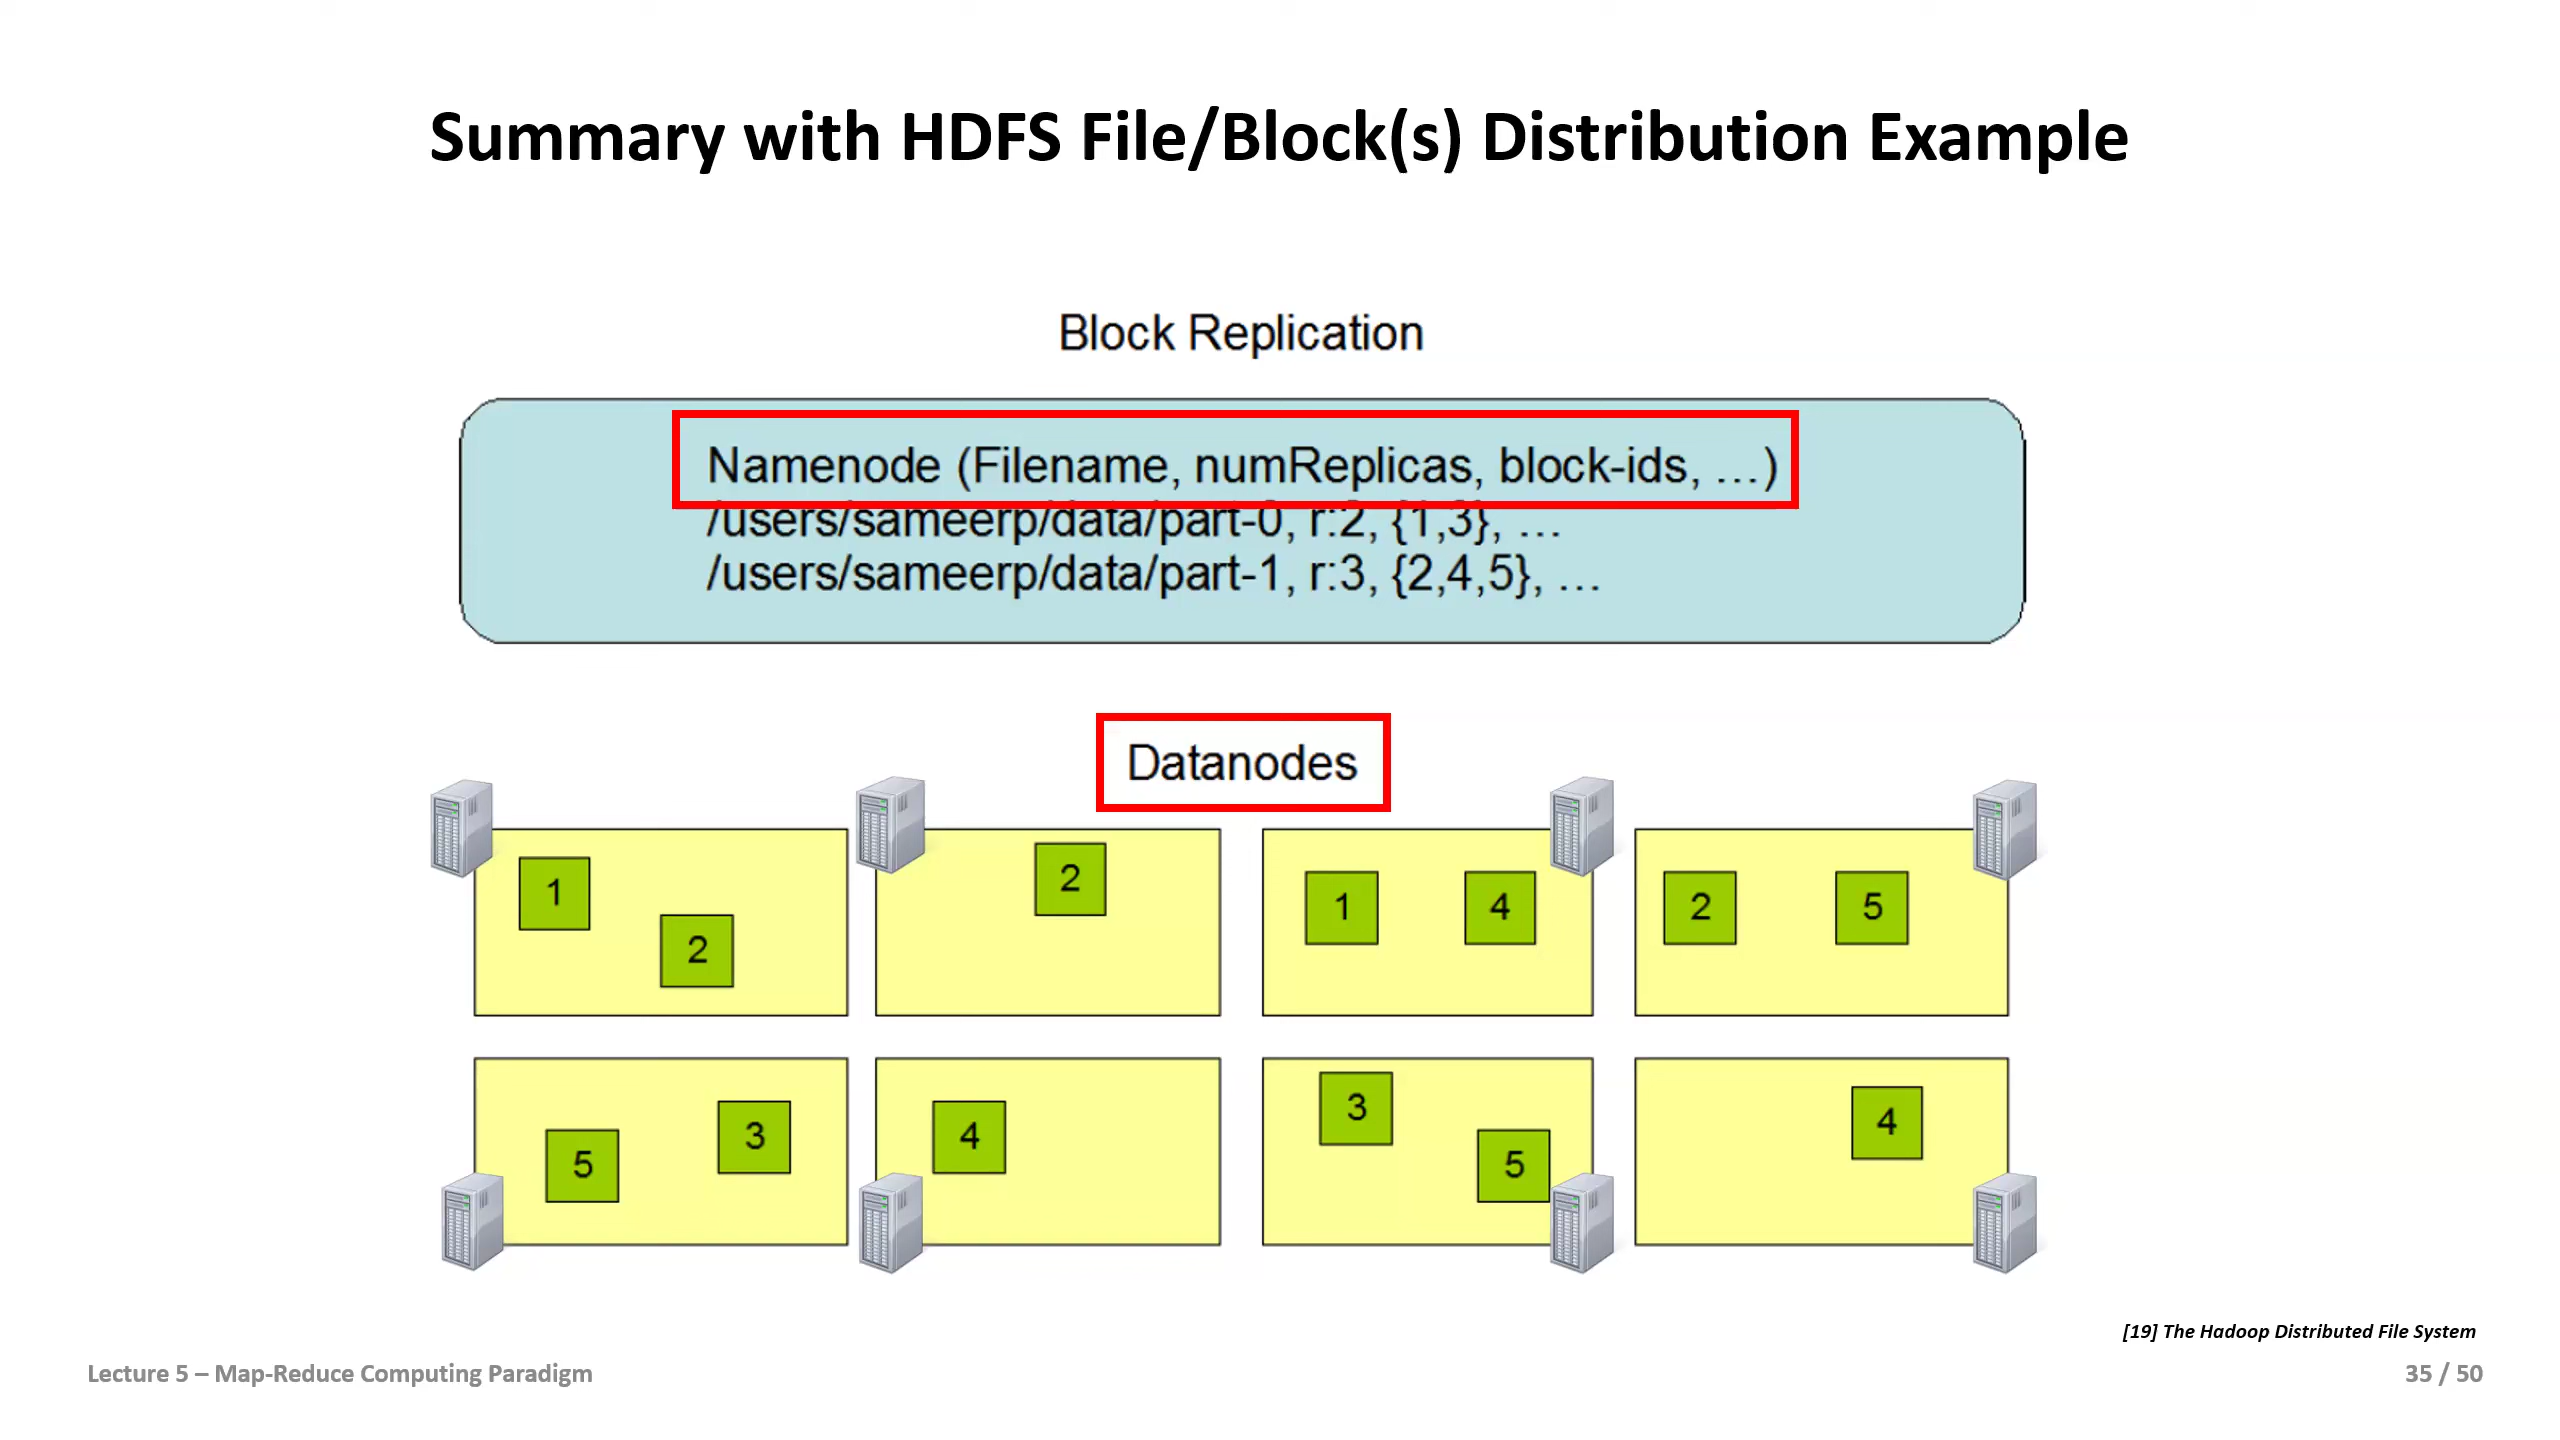 Summary with HDFS File/Block(s) Distribution Example
Block Replication
Namenode (Filename, numReplicas, block-ids, …)
/users/sameerp/data/part-0, r:2, {1,3}, …
/users/sameerp/data/part-1, r:3, {2,4,5}, …
Datanodes
1
2
2
1
4
2
5
5
3
4
3
5
4
[19] The Hadoop Distributed File System
Lecture 5 – Map-Reduce Computing Paradigm
35 / 50